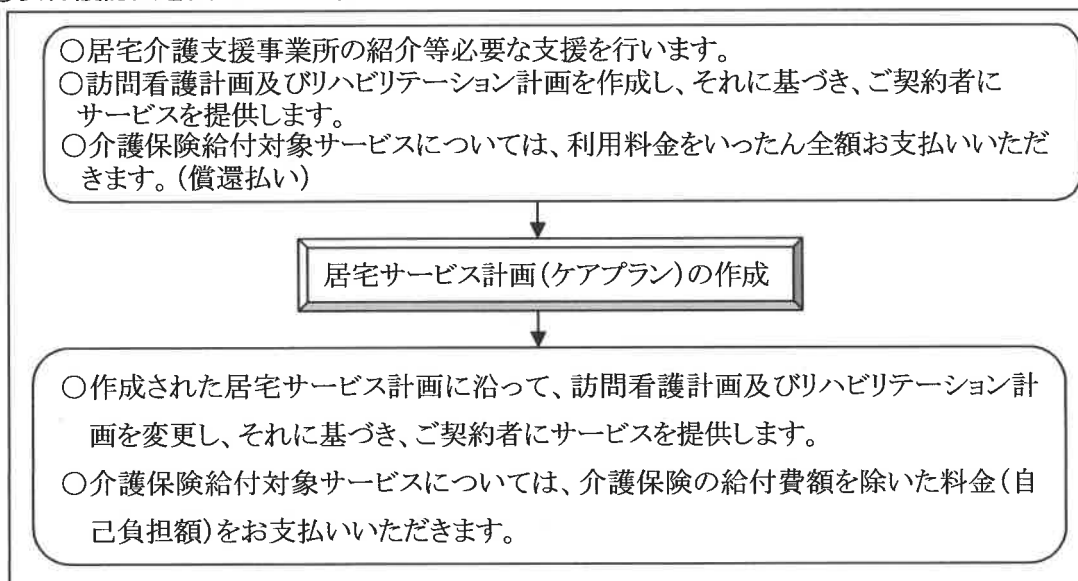 ○居宅介護支援事業所の紹介等必要な支援を行います。
○訪問看護計画及びリハビリテーション計画を作成し、それに基づき、ご契約者に
サービスを提供します。
○介護保険給付対象サービスについては、利用料金をいったん全額お支払いいただ
きます。(償還払い)
居宅サービス計画(ケアプラン)の作成
○作成された居宅サービス計画に沿って、訪問看護計画及びリハビリテーション計
画を変更し、それに基づき、ご契約者にサービスを提供します。
○介護保険給付対象サービスについては、介護保険の給付費額を除いた料金(自
己負担額)をお支払いいただきます。